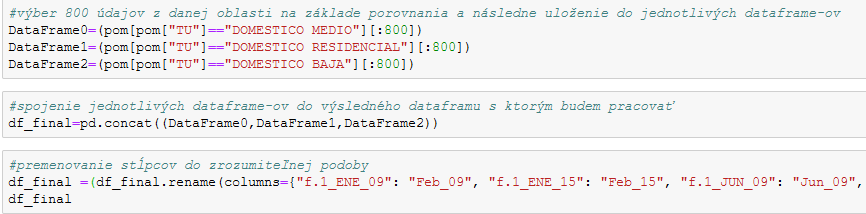 #výber 800 údajov z danej oblasti na základe porovnania a následne uloženie do jednotlivých dataframe-ov
DataFrame0=(pom[pom["TU"]=="DOMESTICO MEDIO"][:800])
DataFrame1=(pom[pom["TU"]=="DOMESTICO RESIDENCIAL"][:800])
DataFrame2=(pom[pom["TU"]=="DOMESTICO BAJA"][:800])
#spojenie jednotlivých dataframe-ov do výsledného dataframu s ktorým budem pracovať
df_final=pd.concat((DataFrame0,DataFrame1,DataFrame2))
#premenovanie stĺpcov do zrozumiteľnej podoby
df_final =(df_final.rename(columns={"f.1_ENE_09": "Feb_09", "f.1_ENE_15": "Feb_15", "f.1_JUN_09": "Jun_09",
df_final